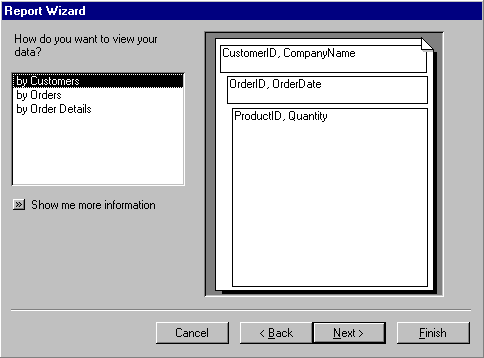 Report Wizard
How do you want to view your
data?
by Customers
by Orders
by Order Details
» Show me more information
CustomerID, CompanyName
OrderID, OrderDate
ProductID, Quantity
Cancel
< Back
Next >
Finish